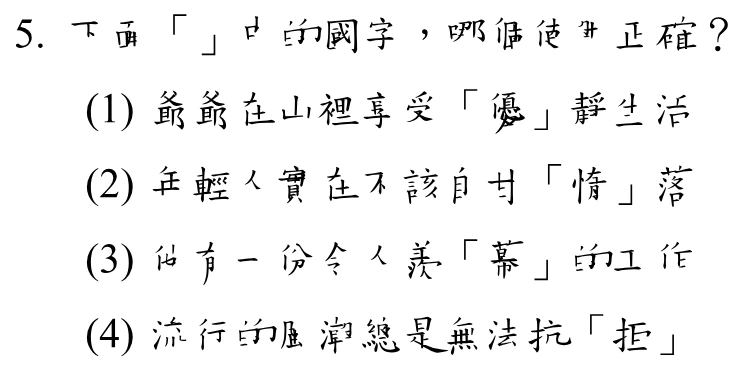 5. 下面「」中的國字，哪個使用正確？
(1) 爺爺在山裡享受「優」靜生活
(2) 年輕人實在不該自甘「惰」落
(3) 他有一份令人羨「幕」的工作
(4) 流行的風潮總是無法抗「拒」